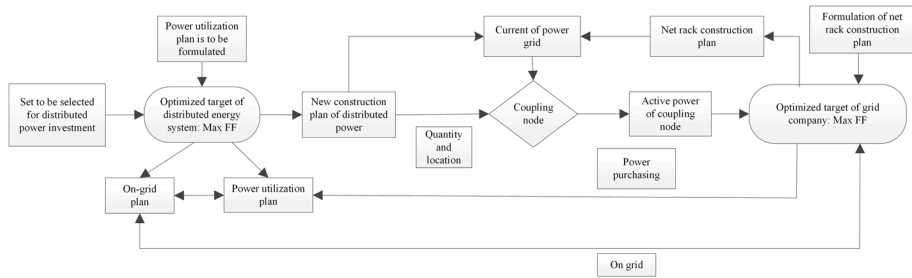 Power utilization
plan is to be
formulated
Current of power
grid
Net rack construction
plan
Formulation of net
rack construction
plan
Set to be selected
for distributed
power investment
Optimized target of
distributed energy
system: Max FF
New construction
plan of distributed
power
Coupling
node
Active power
of coupling
node
Optimized target of grid
company: Max FF
Quantity
and
location
Power
purchasing
On-grid
plan
Power utilization
plan
On grid